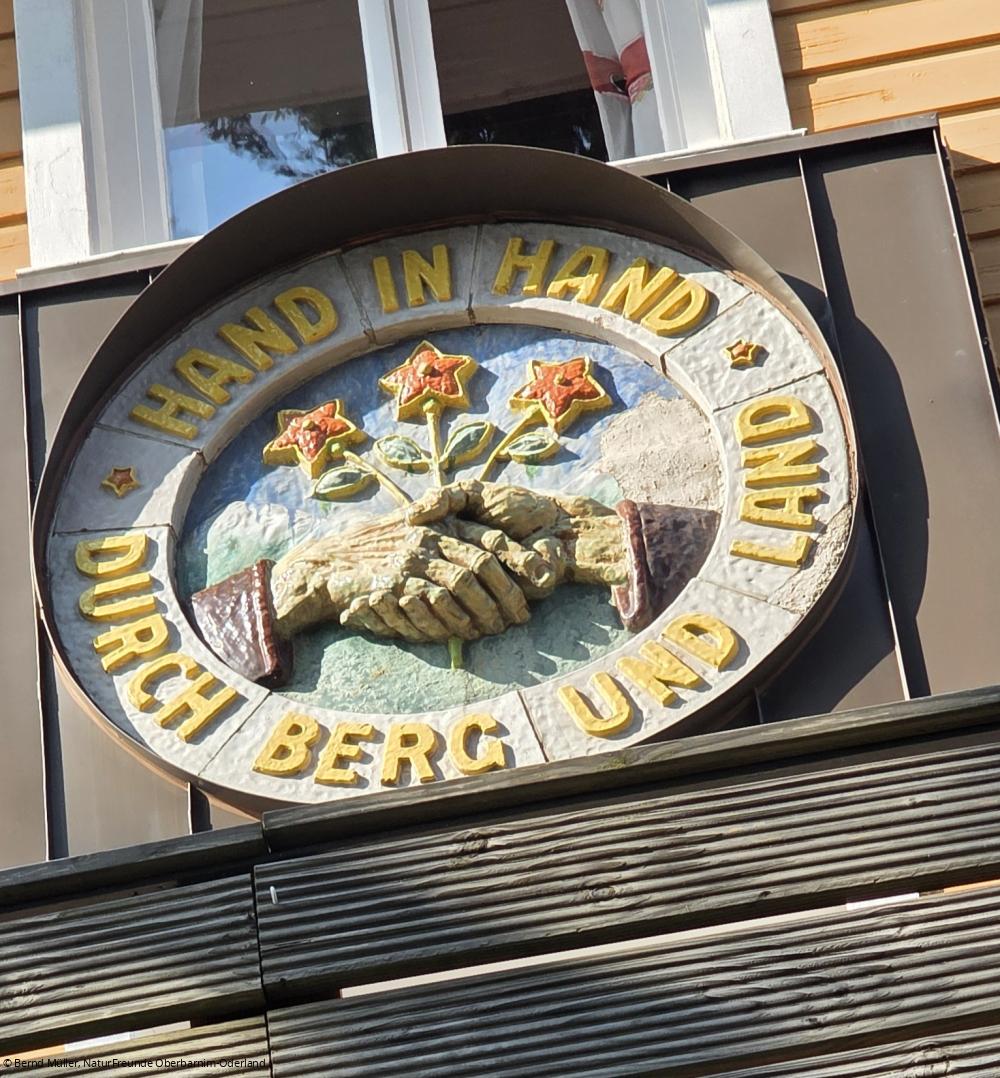 HAND IN HAND
DURCH BERG UND LAND
© Bernd Müller, NaturFreunde Oberbarnim-Oderland